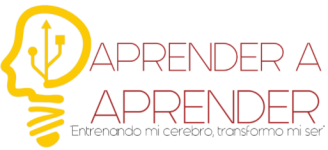 APRENDER A
APRENDER
"Entrenando mi cerebro, transformo mi ser"